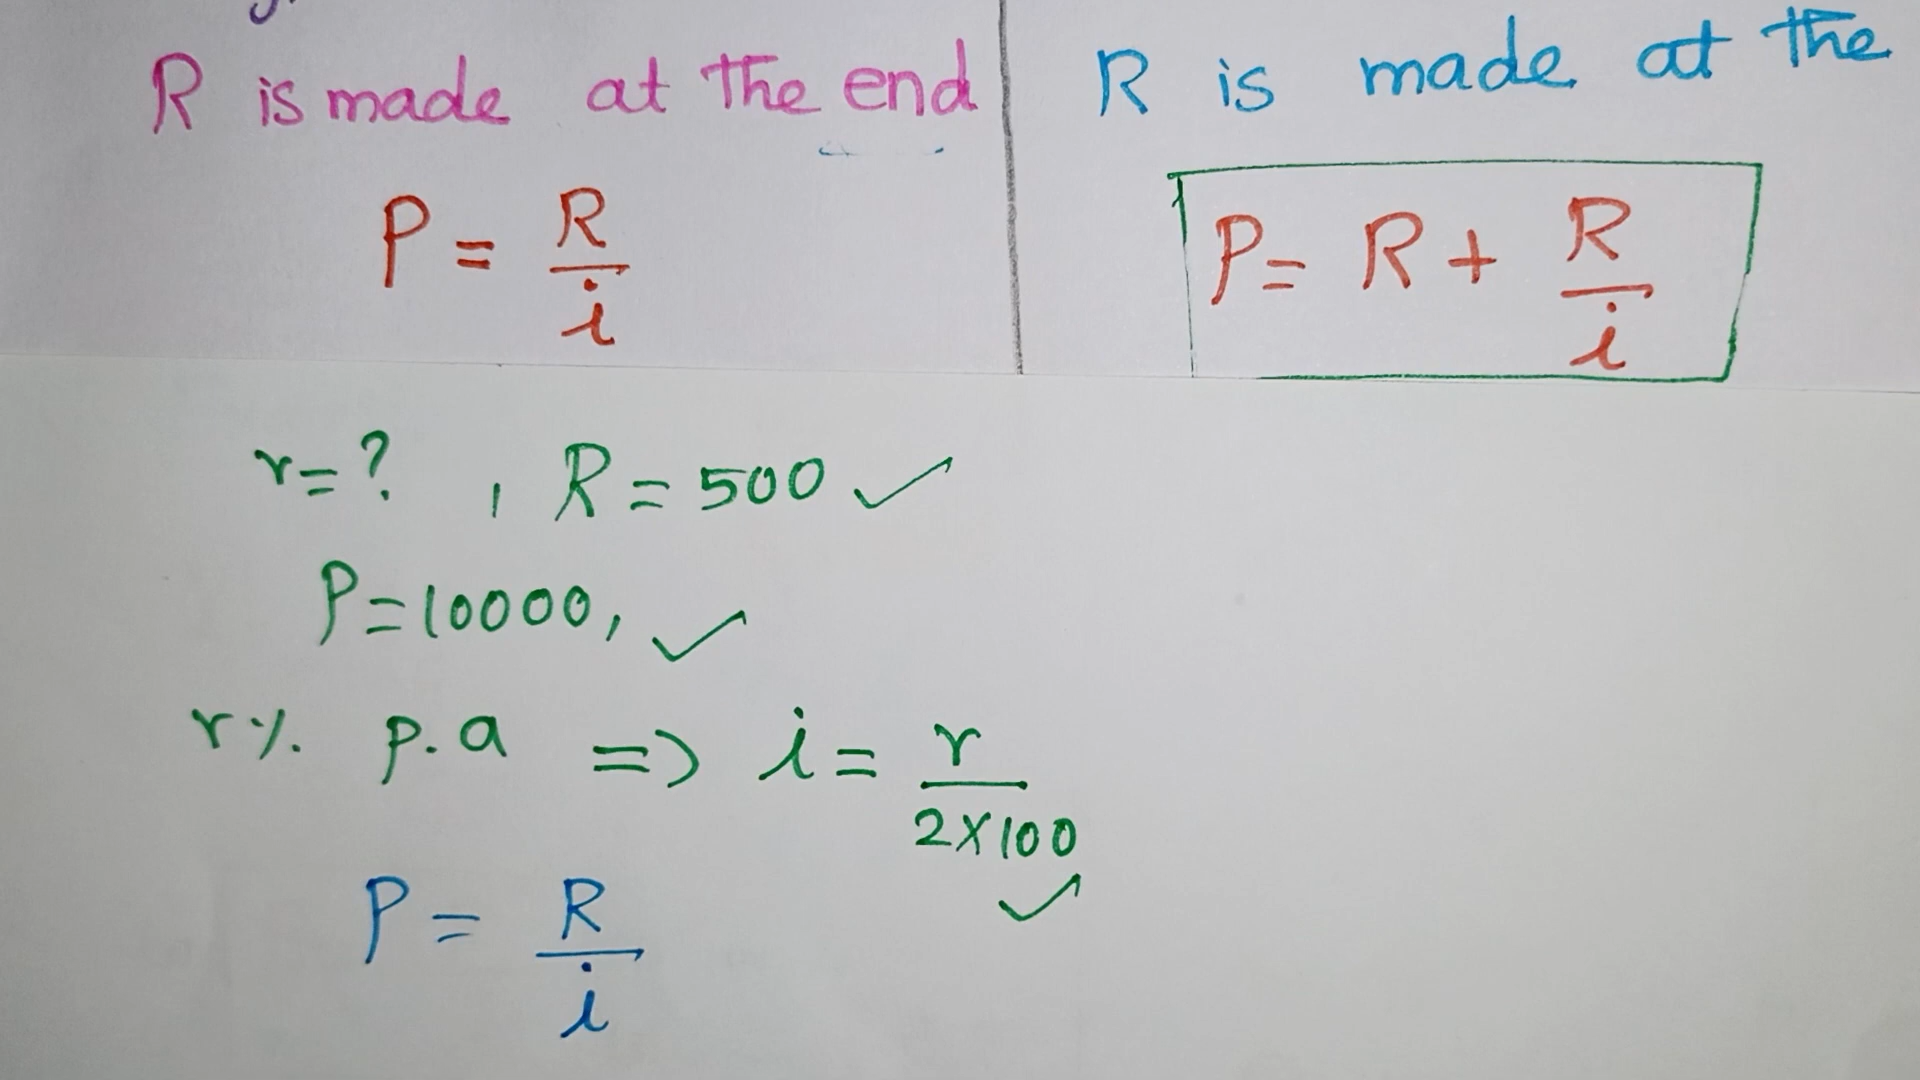 R is made at the end
P = R/i
R is made at the
P = R + R/i
r = ? , R = 500 ✓
P = 10000, ✓
r%. p.a => i = r/2×100 ✓
P = R/i